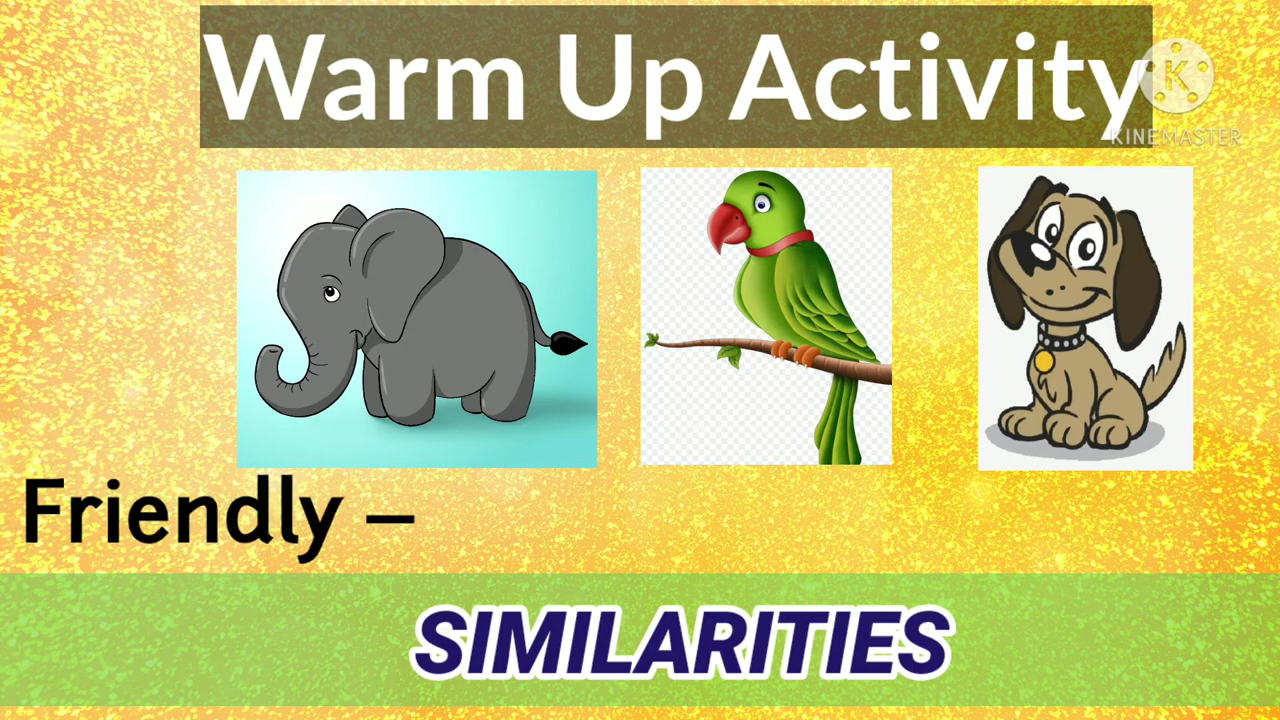 Warm Up Activity
K
KINEMASTER
Friendly –
SIMILARITIES